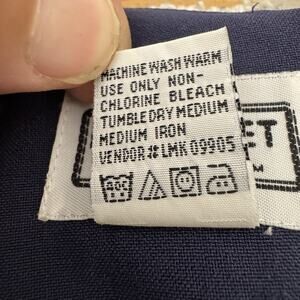 MACHINE WASH WARM
USE ONLY NON-
CHLORINE BLEACH
TUMBLE DRY MEDIUM
MEDIUM IRON
VENDOR # LMK 09905